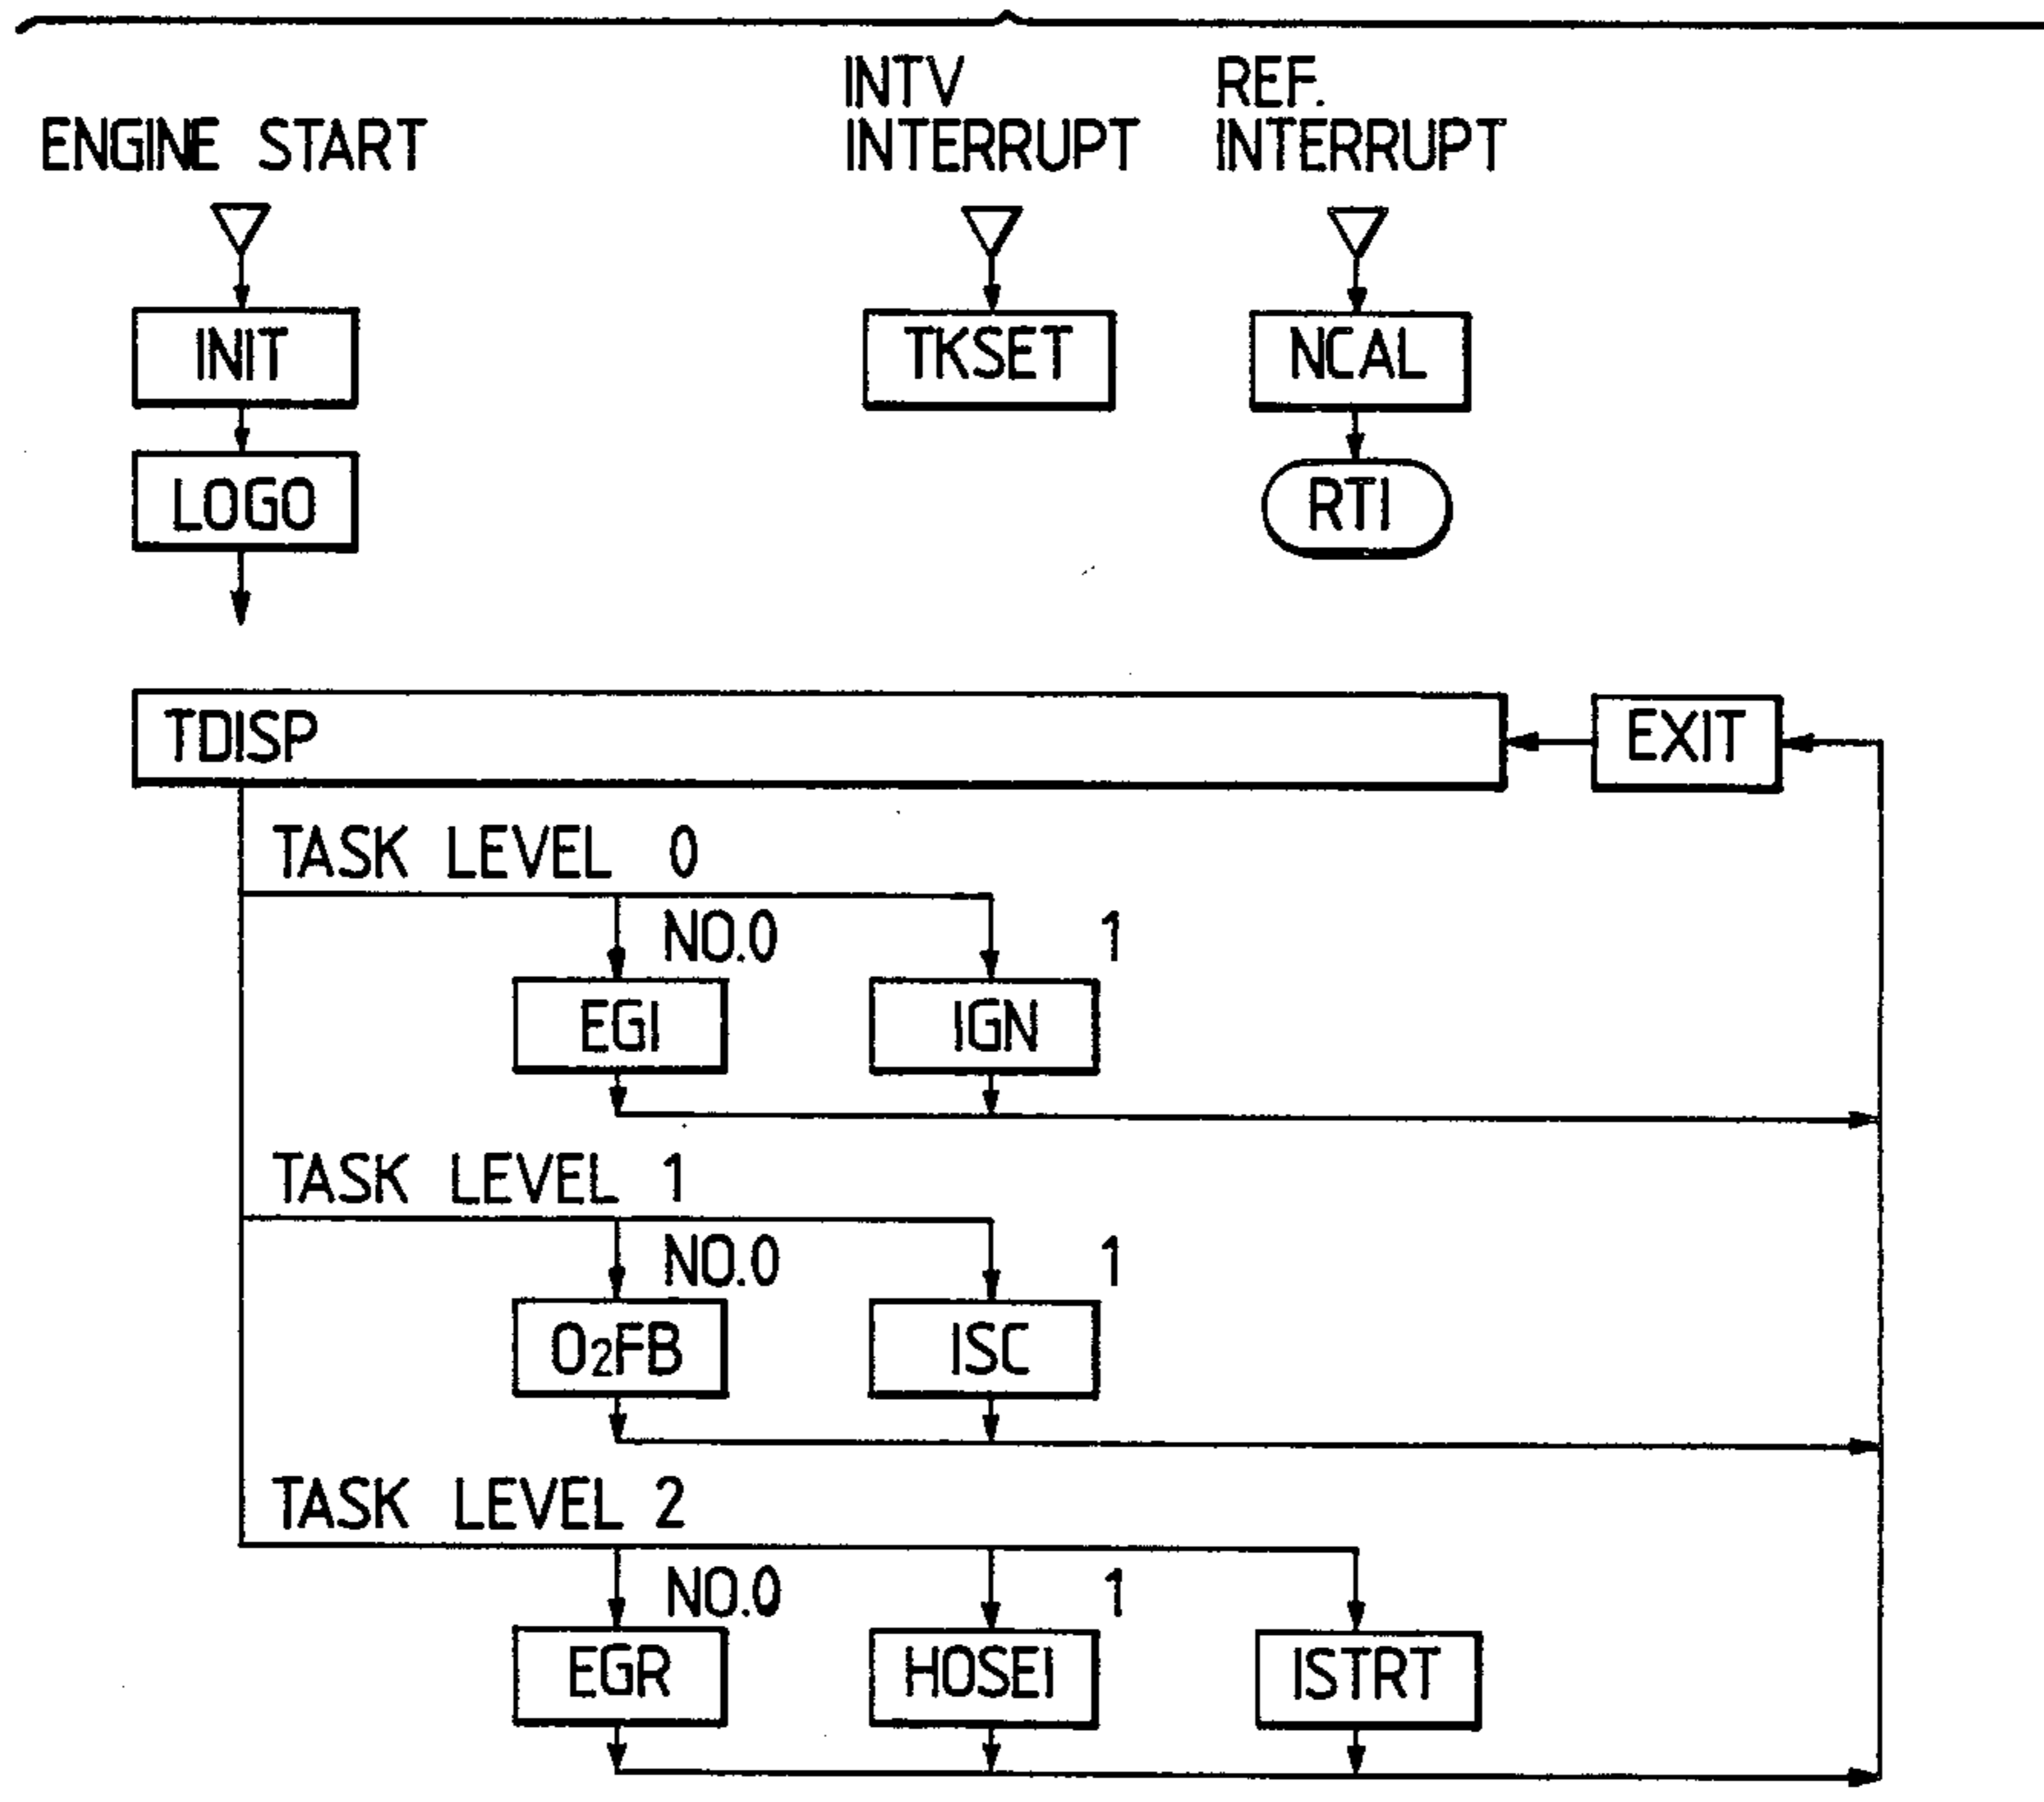 ENGINE START
INTV
INTERRUPT
REF.
INTERRUPT
INIT
TKSET
NCAL
LOGO
RTI
TDISP
EXIT
TASK LEVEL 0
NO.0
1
EGI
IGN
TASK LEVEL 1
NO.0
1
O₂FB
ISC
TASK LEVEL 2
NO.0
1
EGR
HOSEI
ISTRT